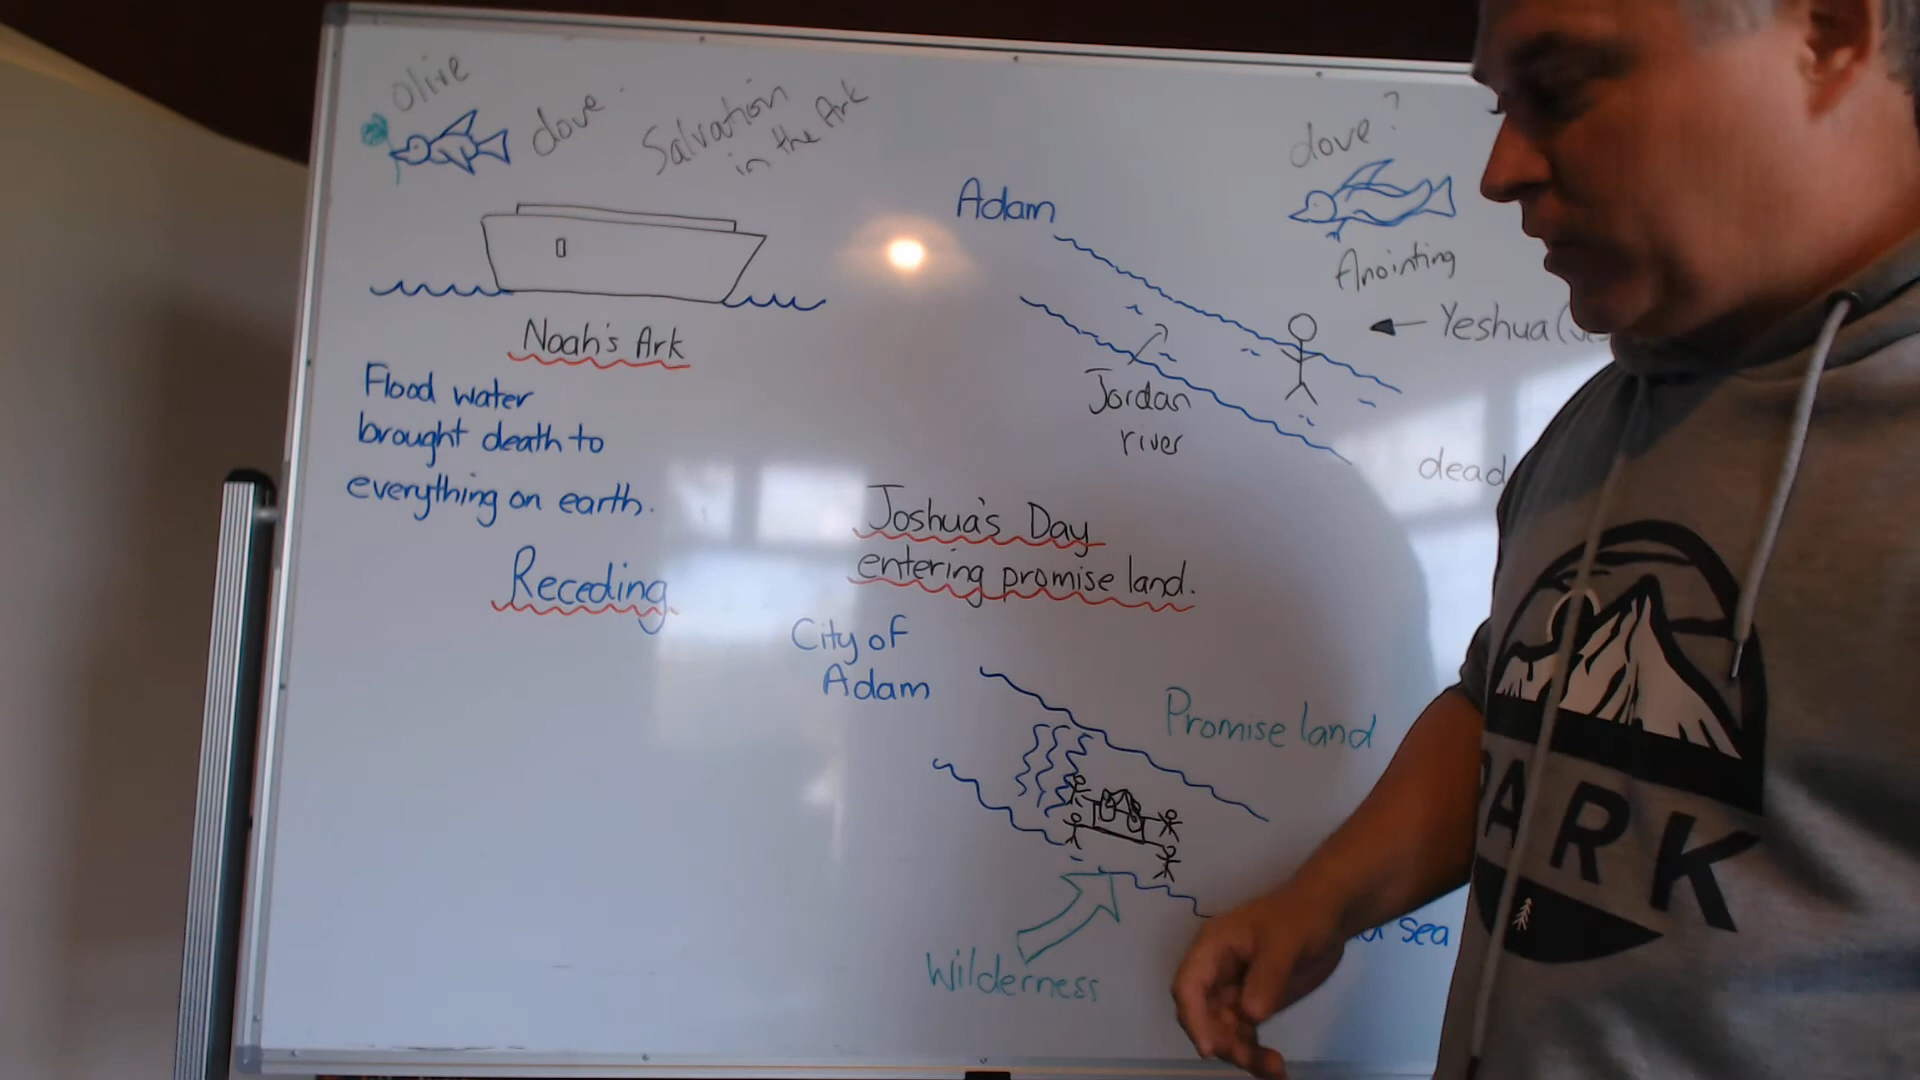 olive
dove.
Salvation
in the Ark
Noah's Ark
Flood water
brought death to
everything on earth.
Receding
Adam
dove?
Anointing
Yeshua (
Jordan
river
dead
Joshua's Day
entering promise land.
City of
Adam
Promise land
Wilderness
sea
PARK